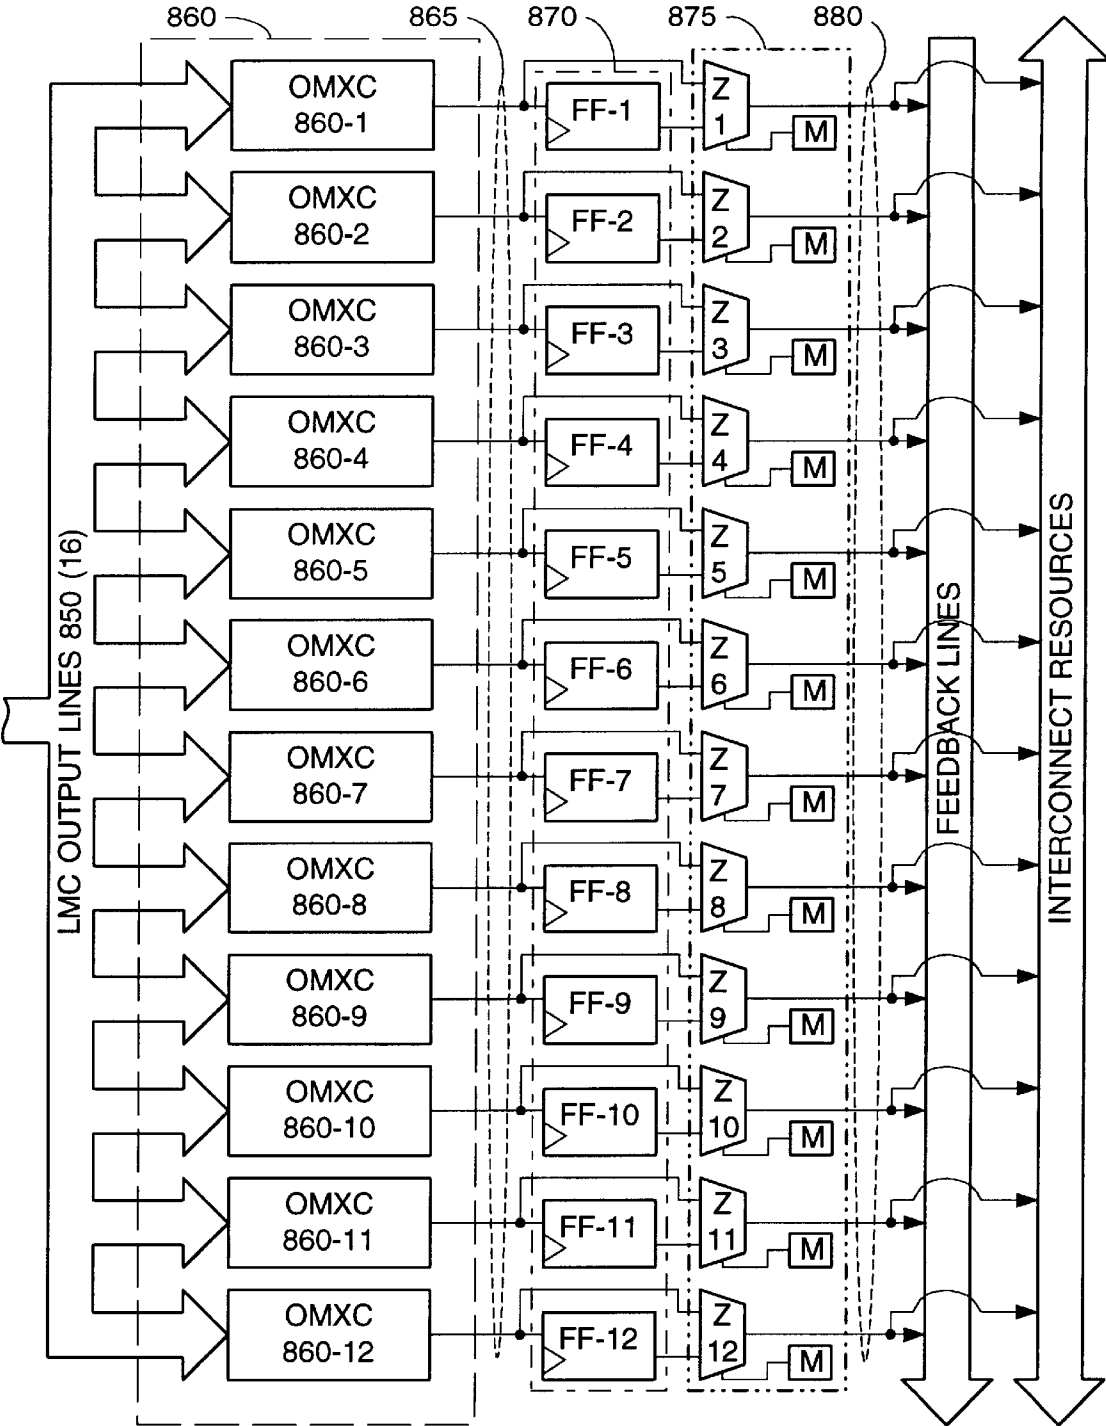 860
865
870
875
880
OMXC
860-1
FF-1
Z
1
M
OMXC
860-2
FF-2
Z
2
M
OMXC
860-3
FF-3
Z
3
M
OMXC
860-4
FF-4
Z
4
M
OMXC
860-5
FF-5
Z
5
M
OMXC
860-6
FF-6
Z
6
M
OMXC
860-7
FF-7
Z
7
M
OMXC
860-8
FF-8
Z
8
M
OMXC
860-9
FF-9
Z
9
M
OMXC
860-10
FF-10
Z
10
M
OMXC
860-11
FF-11
Z
11
M
OMXC
860-12
FF-12
Z
12
M
LMC OUTPUT LINES 850 (16)
FEEDBACK LINES
INTERCONNECT RESOURCES